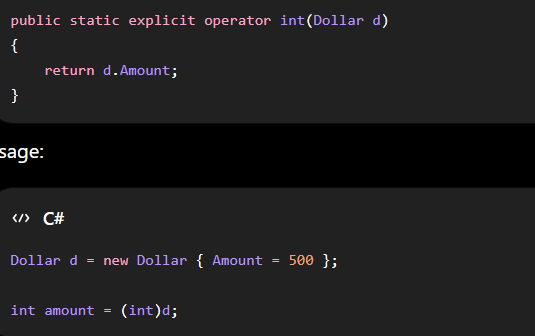 public static explicit operator int(Dollar d)
{
    return d.Amount;
}
sage:
</> C#
Dollar d = new Dollar { Amount = 500 };
int amount = (int)d;